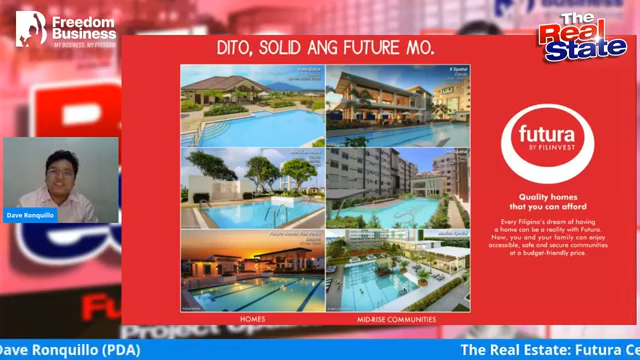 Freedom
Business
MY BUSINESS. MY FREEDOM
The
Real
State
DITO, SOLID ANG FUTURE MO.
futura
BY FILINVEST
Quality homes
that you can afford
Every Filipino's dream of having
a home can be a reality with Futura.
Now, you and your family can enjoy
accessible, safe and secure communities
at a budget-friendly price.
HOMES
MID-RISE COMMUNITIES
Dave Ronquillo
Project
Dave Ronquillo (PDA)
The Real Estate: Futura Ce